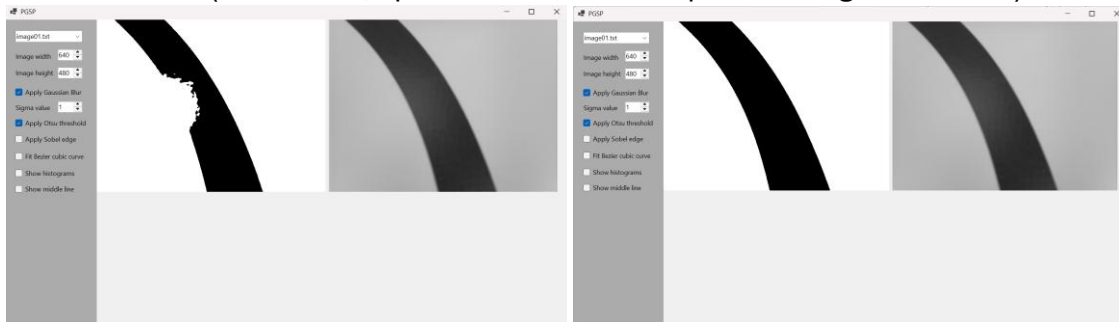 PGSP
image01.txt
Image width 640
Image height 480
Apply Gaussian Blur
Sigma value 1
Apply Otsu threshold
Apply Sobel edge
Fit Bezier cubic curve
Show histograms
Show middle line
PGSP
image01.txt
Image width 640
Image height 480
Apply Gaussian Blur
Sigma value 1
Apply Otsu threshold
Apply Sobel edge
Fit Bezier cubic curve
Show histograms
Show middle line